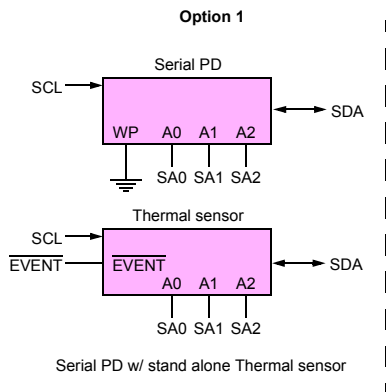 Option 1
Serial PD
SCL
SDA
WP A0 A1 A2
SA0 SA1 SA2
Thermal sensor
SCL
EVENT EVENT
SDA
A0 A1 A2
SA0 SA1 SA2
Serial PD w/ stand alone Thermal sensor